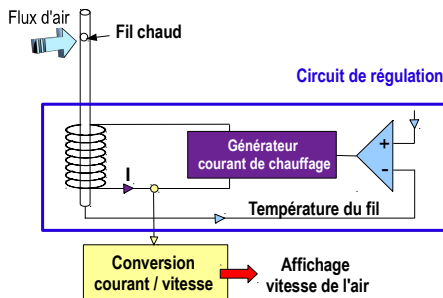 Flux d'air
Fil chaud
Circuit de régulation
Générateur
courant de chauffage
+
-
I
Température du fil
Conversion
courant / vitesse
Affichage
vitesse de l'air